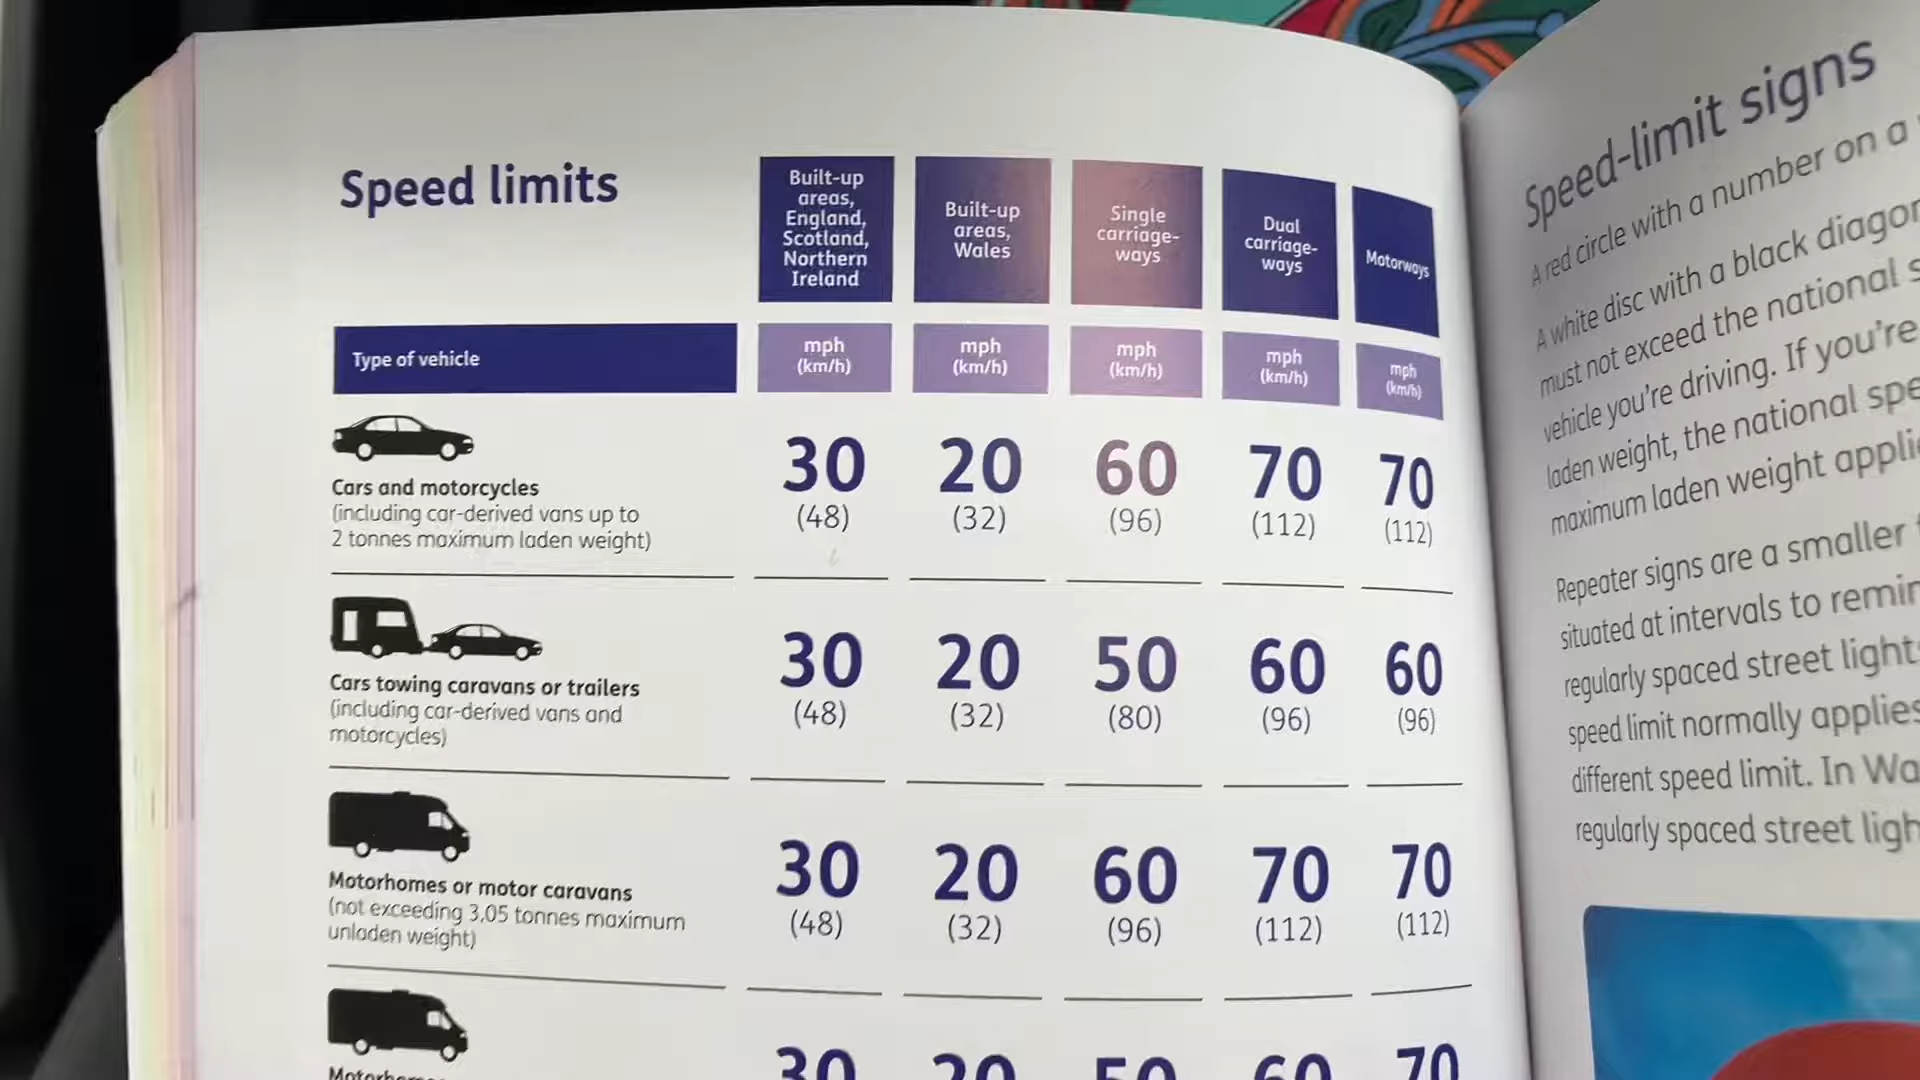 Speed limits
Built-up
areas,
England,
Scotland,
Northern
Ireland
Built-up
areas,
Wales
Single
carriage-
ways
Dual
carriage-
ways
Motorways
Type of vehicle
mph
(km/h)
mph
(km/h)
mph
(km/h)
mph
(km/h)
mph
(km/h)
Cars and motorcycles
(including car-derived vans up to
2 tonnes maximum laden weight)
30 20 60 70 70
(48) (32) (96) (112) (112)
Cars towing caravans or trailers
(including car-derived vans and
motorcycles)
30 20 50 60 60
(48) (32) (80) (96) (96)
Motorhomes or motor caravans
(not exceeding 3.05 tonnes maximum
unladen weight)
30 20 60 70 70
(48) (32) (96) (112) (112)
30 20 50 60 70
Speed-limit signs
A red circle with a number on a
A white disc with a black
must not exceed the national
vehicle you're driving. If you're
laden weight, the national
maximum laden weight
Repeater signs are a smaller
situated at intervals to
regularly spaced street
speed limit normally
different speed limit. In
regularly spaced street